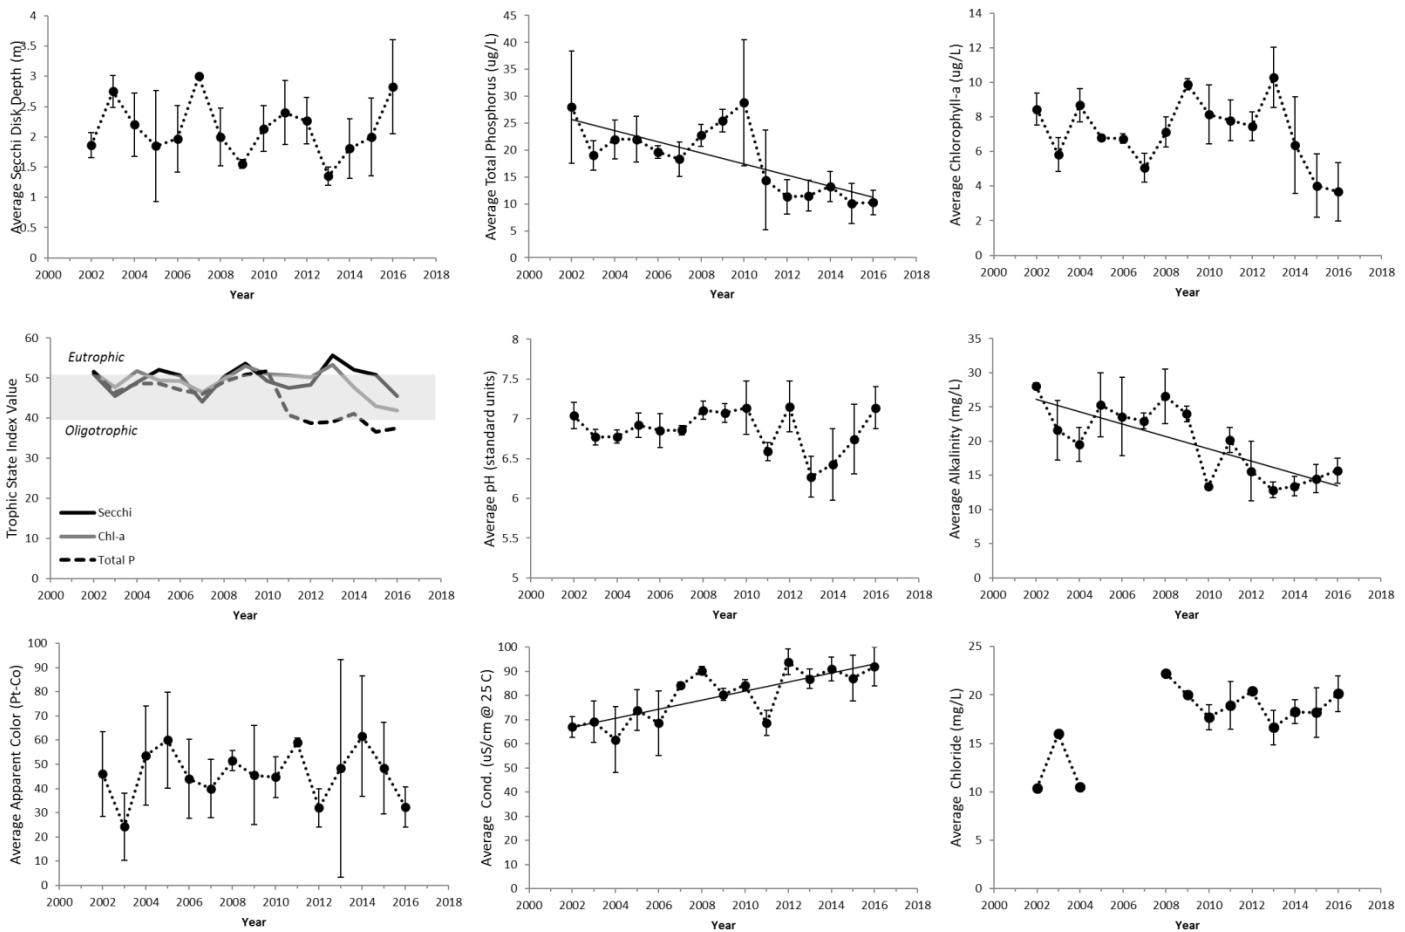 Average Secchi Disk Depth (m)
4
3.5
3
2.5
2
1.5
1
0.5
0
2000 2002 2004 2006 2008 2010 2012 2014 2016 2018
Year
Average Total Phosphorus (ug/L)
45
40
35
30
25
20
15
10
5
0
2000 2002 2004 2006 2008 2010 2012 2014 2016 2018
Year
Average Chlorophyll-a (ug/L)
14
12
10
8
6
4
2
0
2000 2002 2004 2006 2008 2010 2012 2014 2016 2018
Year
Trophic State Index Value
60
50
40
30
20
10
0
Eutrophic
Oligotrophic
Secchi
Chl-a
Total P
2000 2002 2004 2006 2008 2010 2012 2014 2016 2018
Year
Average pH (standard units)
8
7.5
7
6.5
6
5.5
5
2000 2002 2004 2006 2008 2010 2012 2014 2016 2018
Year
Average Alkalinity (mg/L)
35
30
25
20
15
10
5
0
2000 2002 2004 2006 2008 2010 2012 2014 2016 2018
Year
Average Apparent Color (Pt-Co)
100
90
80
70
60
50
40
30
20
10
0
2000 2002 2004 2006 2008 2010 2012 2014 2016 2018
Year
Average Cond. (uS/cm @ 25 C)
100
90
80
70
60
50
40
30
20
10
0
2000 2002 2004 2006 2008 2010 2012 2014 2016 2018
Year
Average Chloride (mg/L)
25
20
15
10
5
0
2000 2002 2004 2006 2008 2010 2012 2014 2016 2018
Year